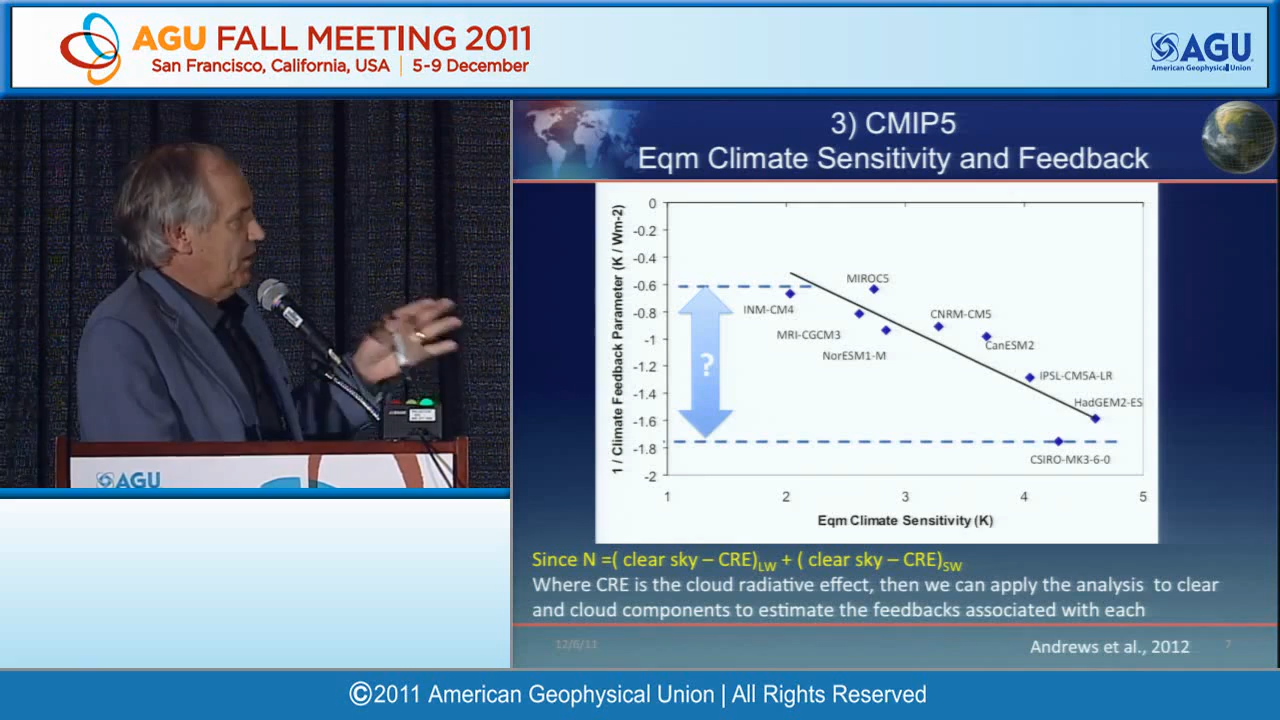 AGU FALL MEETING 2011
San Francisco, California, USA | 5-9 December
AGU
American Geophysical Union
3) CMIP5
Eqm Climate Sensitivity and Feedback
1 / Climate Feedback Parameter (K / Wm-2)
0
-0.2
-0.4
-0.6
-0.8
-1
-1.2
-1.4
-1.6
-1.8
-2
MIROC5
INM-CM4
CNRM-CM5
MRI-CGCM3
CanESM2
NorESM1-M
?
IPSL-CM5A-LR
HadGEM2-ES
CSIRO-MK3-6-0
1 2 3 4 5
Eqm Climate Sensitivity (K)
AGU
Since N =( clear sky – CRE)LW + ( clear sky – CRE)SW
Where CRE is the cloud radiative effect, then we can apply the analysis to clear
and cloud components to estimate the feedbacks associated with each
12/6/11
Andrews et al., 2012
7
©2011 American Geophysical Union | All Rights Reserved